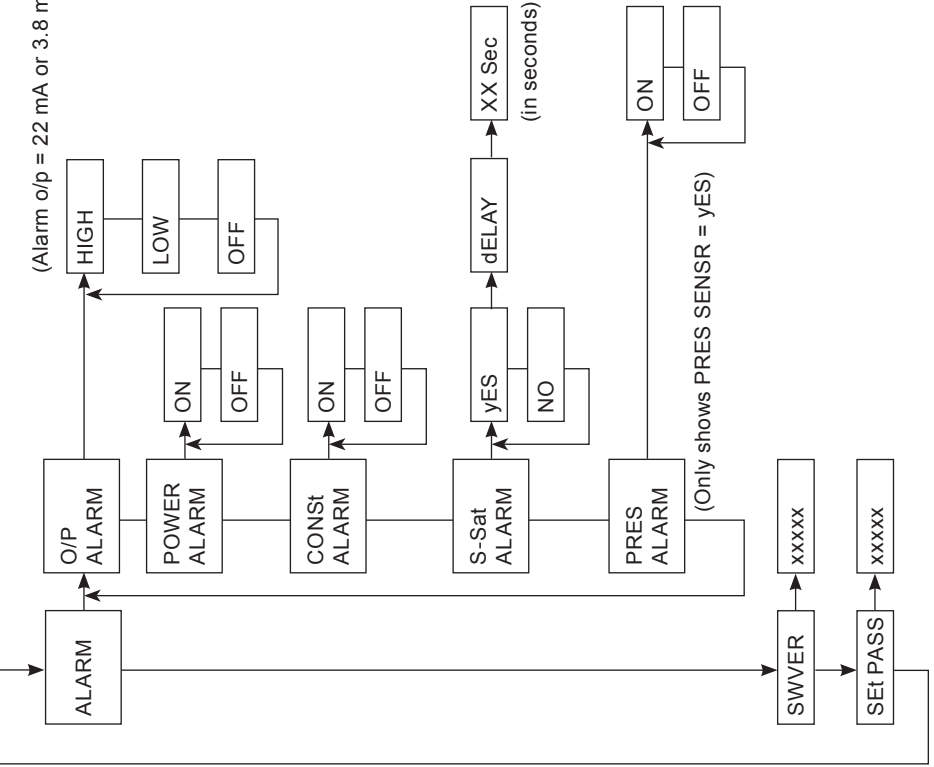 (Alarm o/p = 22 mA or 3.8
HIGH
LOW
OFF
O/P
ALARM
POWER
ALARM
ON
OFF
CONSt
ALARM
ON
OFF
S-Sat
ALARM
yES
NO
dELAY
XX Sec
(in seconds)
PRES
ALARM
ON
OFF
(Only shows PRES SENSR = yES)
ALARM
SWVER
xxxxx
SEt PASS
xxxxx